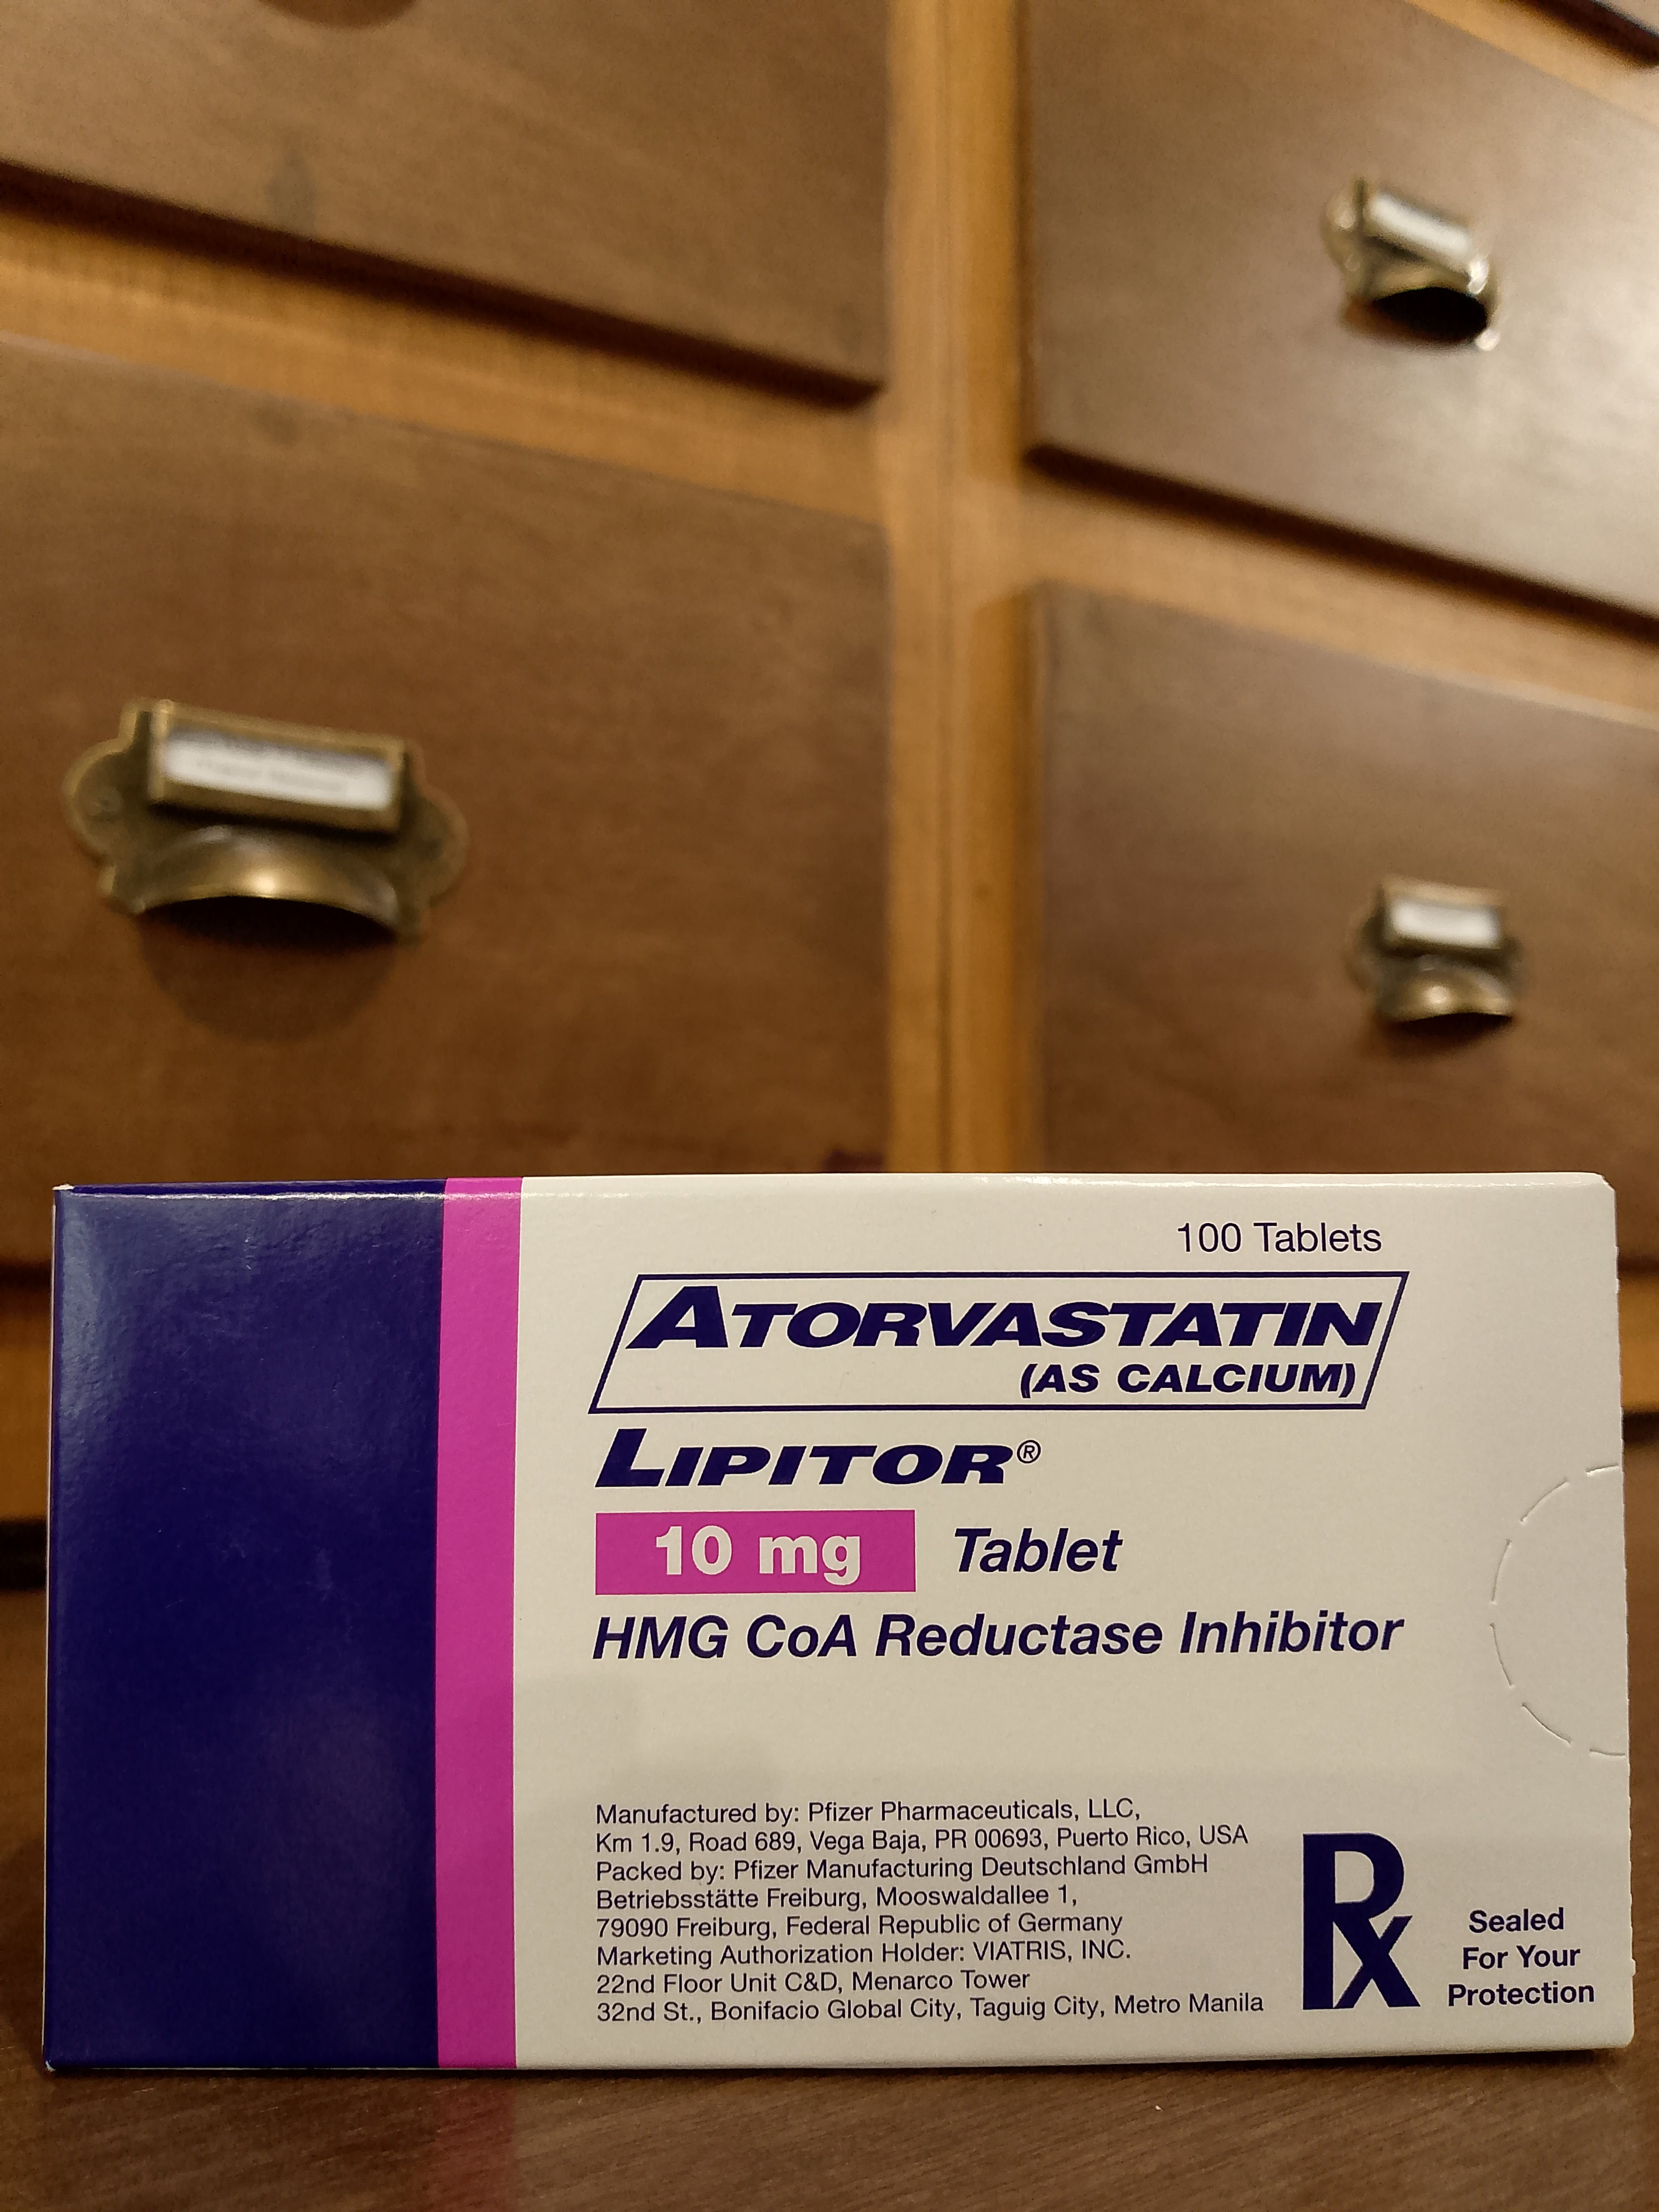 100 Tablets
ATORVASTATIN
(AS CALCIUM)
LIPITOR®
10 mg Tablet
HMG CoA Reductase Inhibitor
Manufactured by: Pfizer Pharmaceuticals, LLC,
Km 1.9, Road 689, Vega Baja, PR 00693, Puerto Rico, USA
Packed by: Pfizer Manufacturing Deutschland GmbH
Betriebsstätte Freiburg, Mooswaldallee 1,
79090 Freiburg, Federal Republic of Germany
Marketing Authorization Holder: VIATRIS, INC.
22nd Floor Unit C&D, Menarco Tower
32nd St., Bonifacio Global City, Taguig City, Metro Manila
Rx
Sealed
For Your
Protection